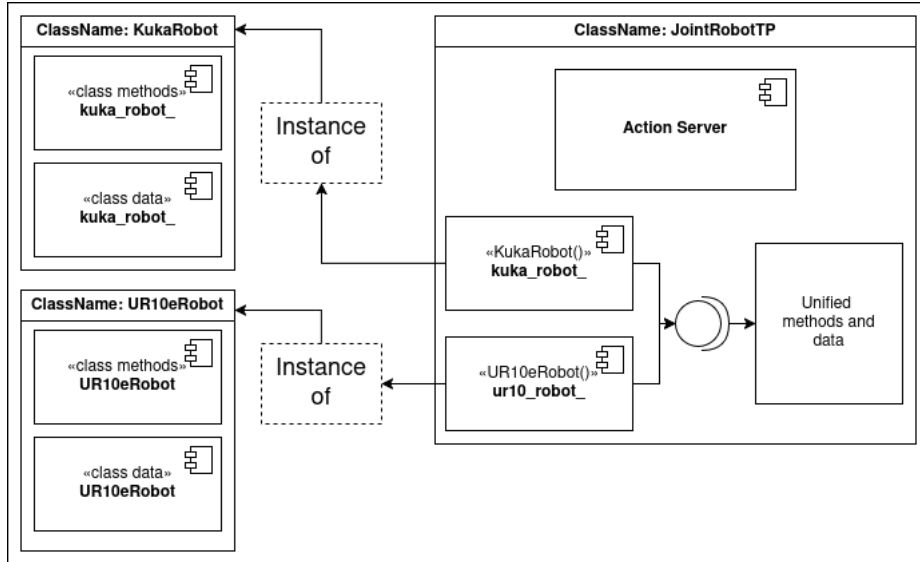 ClassName: KukaRobot
«class methods»
kuka_robot_
«class data»
kuka_robot_
Instance
of
ClassName: UR10eRobot
«class methods»
UR10eRobot
«class data»
UR10eRobot
Instance
of
ClassName: JointRobotTP
Action Server
«KukaRobot()»
kuka_robot_
«UR10eRobot()»
ur10_robot_
Unified
methods and
data